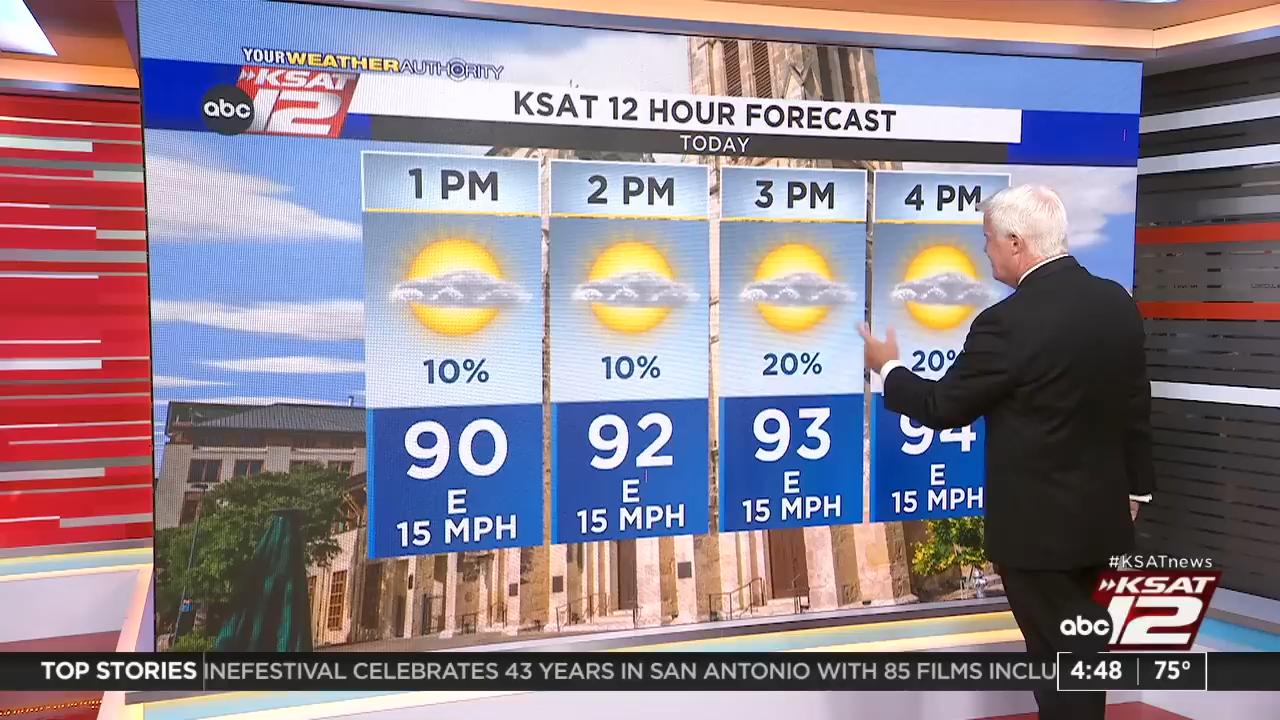 YOUR WEATHER AUTHORITY
»KSAT
abc 12
KSAT 12 HOUR FORECAST
TODAY
1 PM 2 PM 3 PM 4 PM
10% 10% 20% 20%
90 92 93 94
E E E E
15 MPH 15 MPH 15 MPH 15 MPH
#KSATnews
»KSAT
abc 12
TOP STORIES INEFESTIVAL CELEBRATES 43 YEARS IN SAN ANTONIO WITH 85 FILMS INCLU 4:48 75°